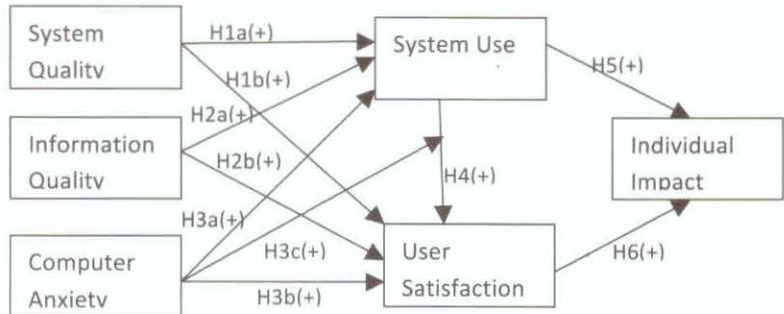 System
Quality
H1a(+)
System Use
H5(+)
H1b(+)
H2a(+)
Information
Quality
H2b(+)
H4(+)
Individual
Impact
H3a(+)
Computer
Anxiety
H3c(+)
H3b(+)
User
Satisfaction
H6(+)